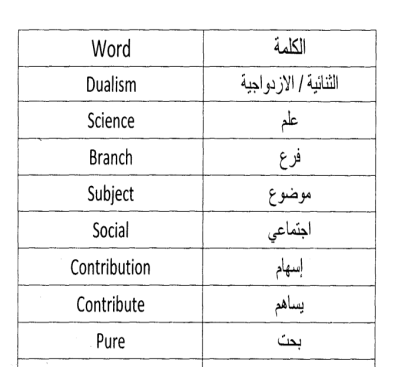 Word الكلمة
Dualism الثنائية / الازدواجية
Science علم
Branch فرع
Subject موضوع
Social اجتماعي
Contribution إسهام
Contribute يساهم
Pure بحت